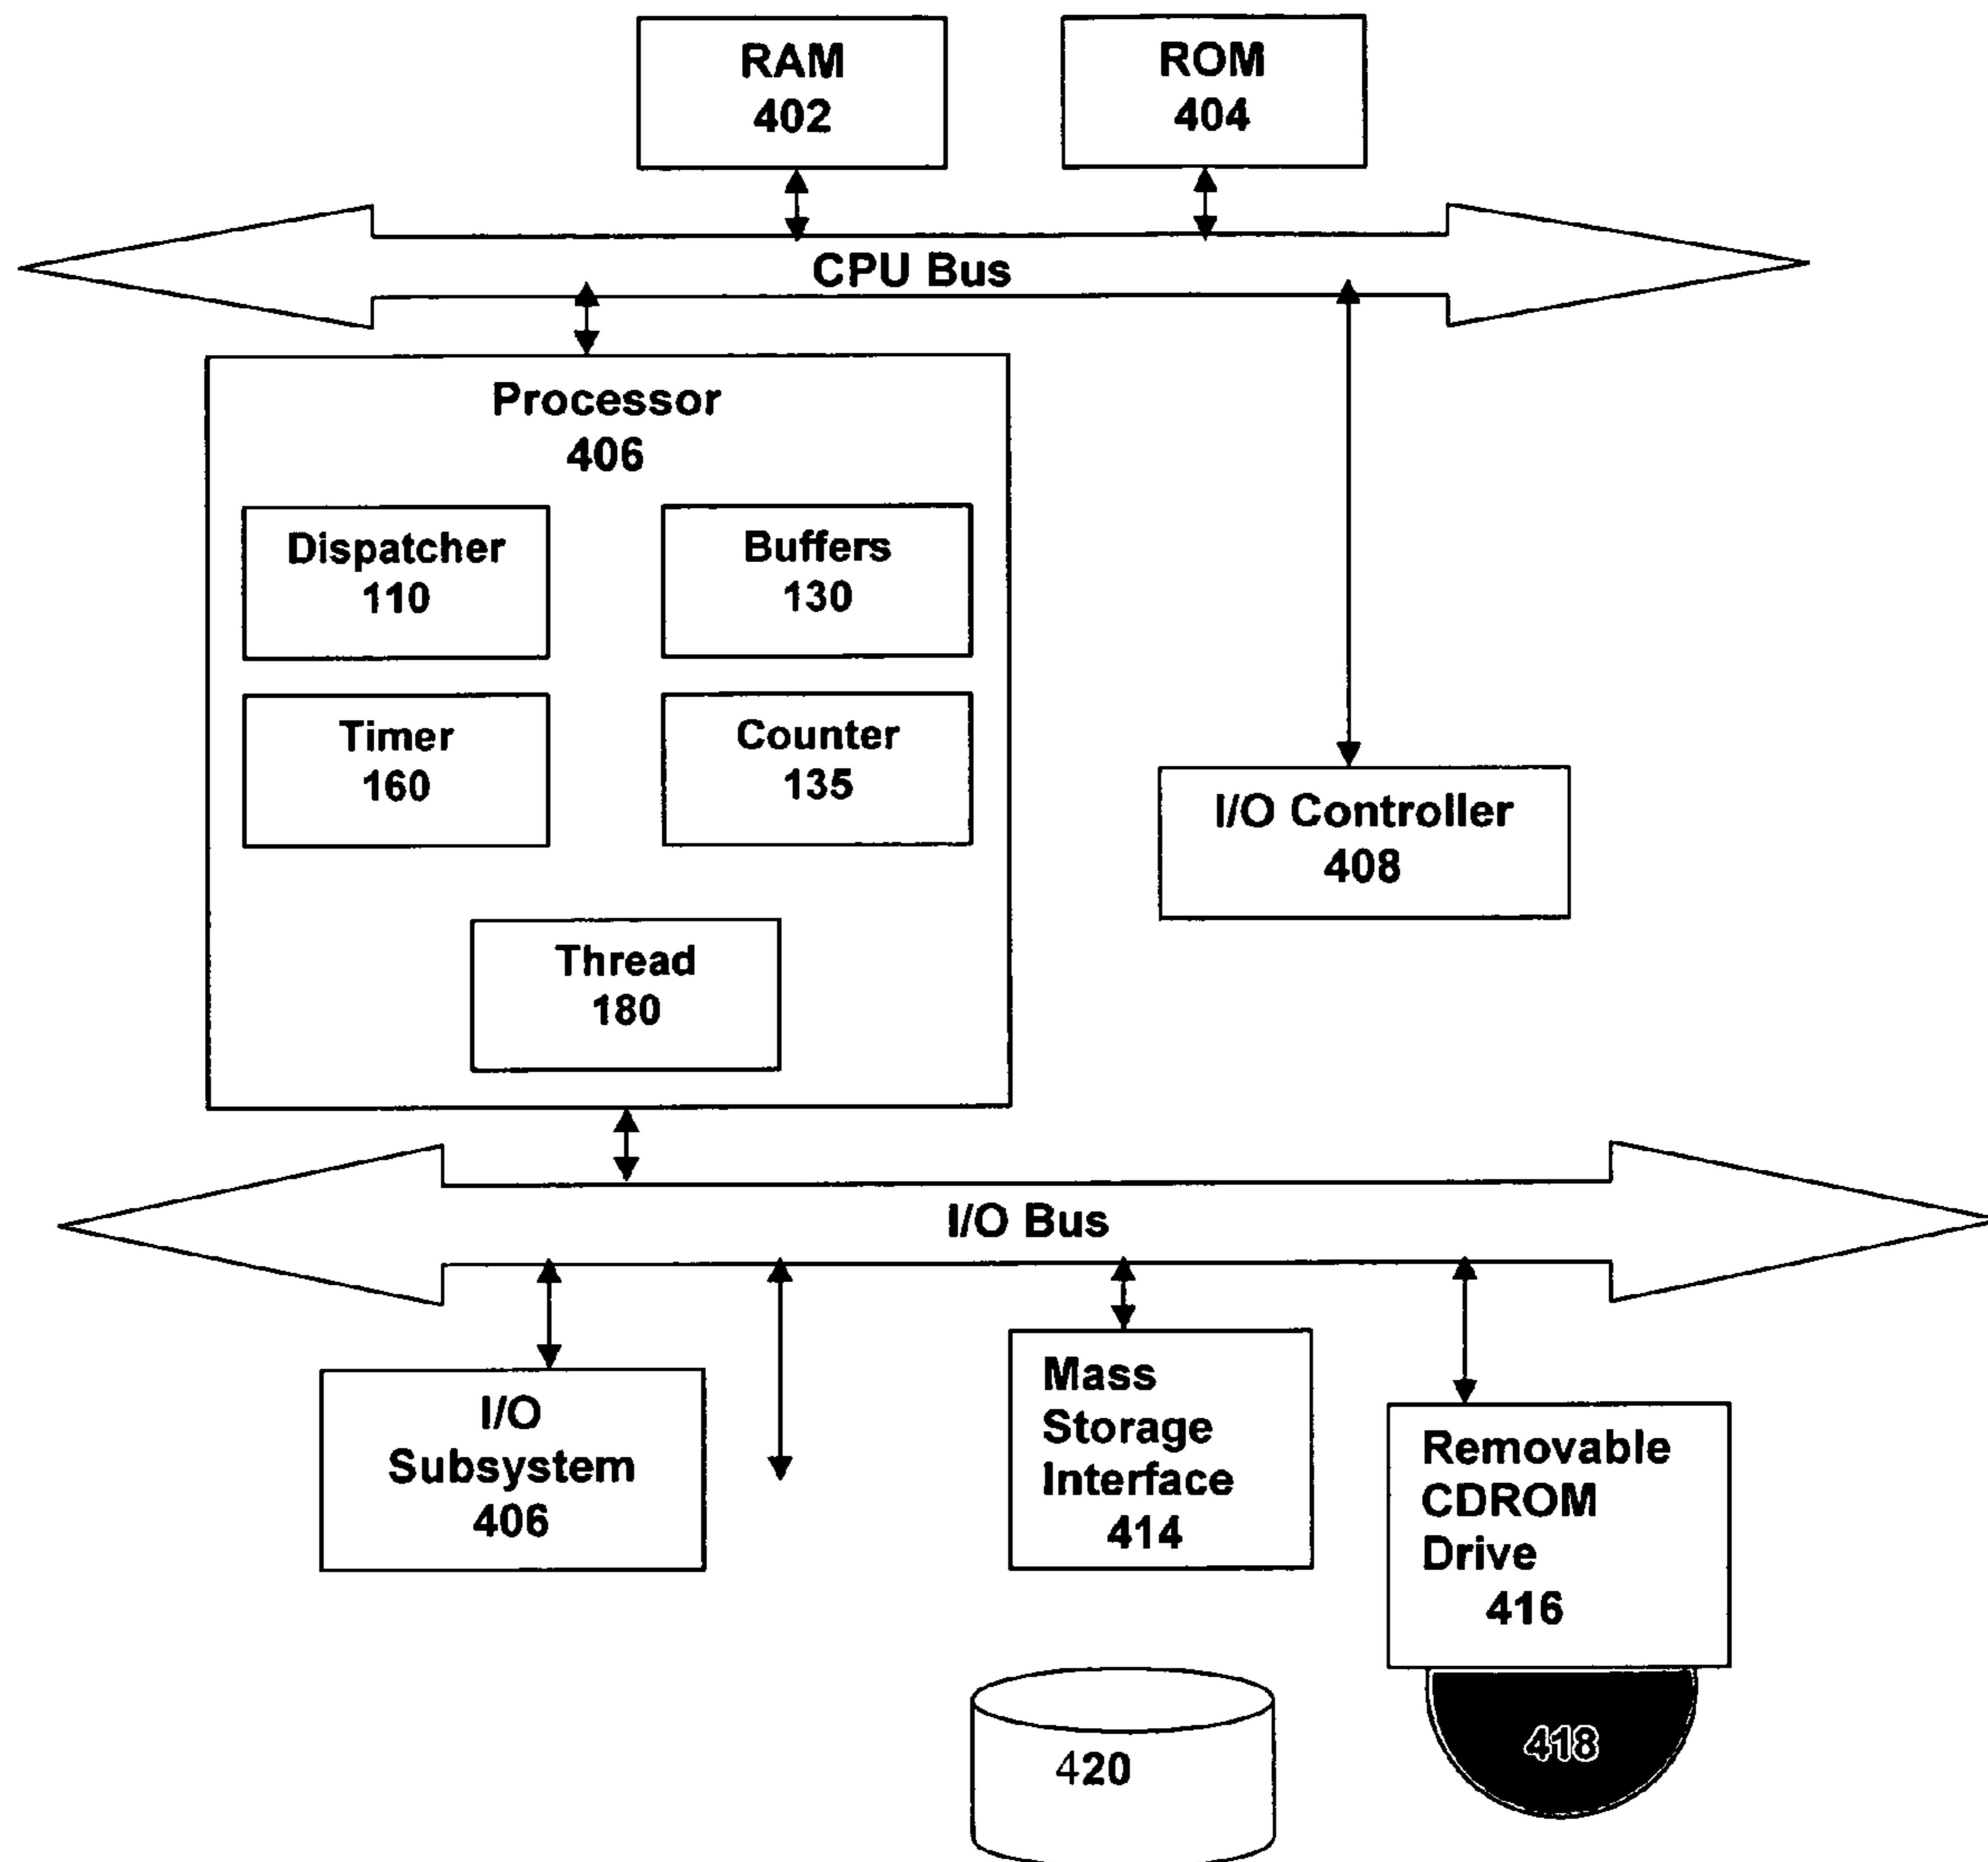 RAM
402
ROM
404
CPU Bus
Processor
406
Dispatcher
110
Buffers
130
Timer
160
Counter
135
I/O Controller
408
Thread
180
I/O Bus
I/O
Subsystem
406
Mass
Storage
Interface
414
Removable
CDROM
Drive
416
418
420